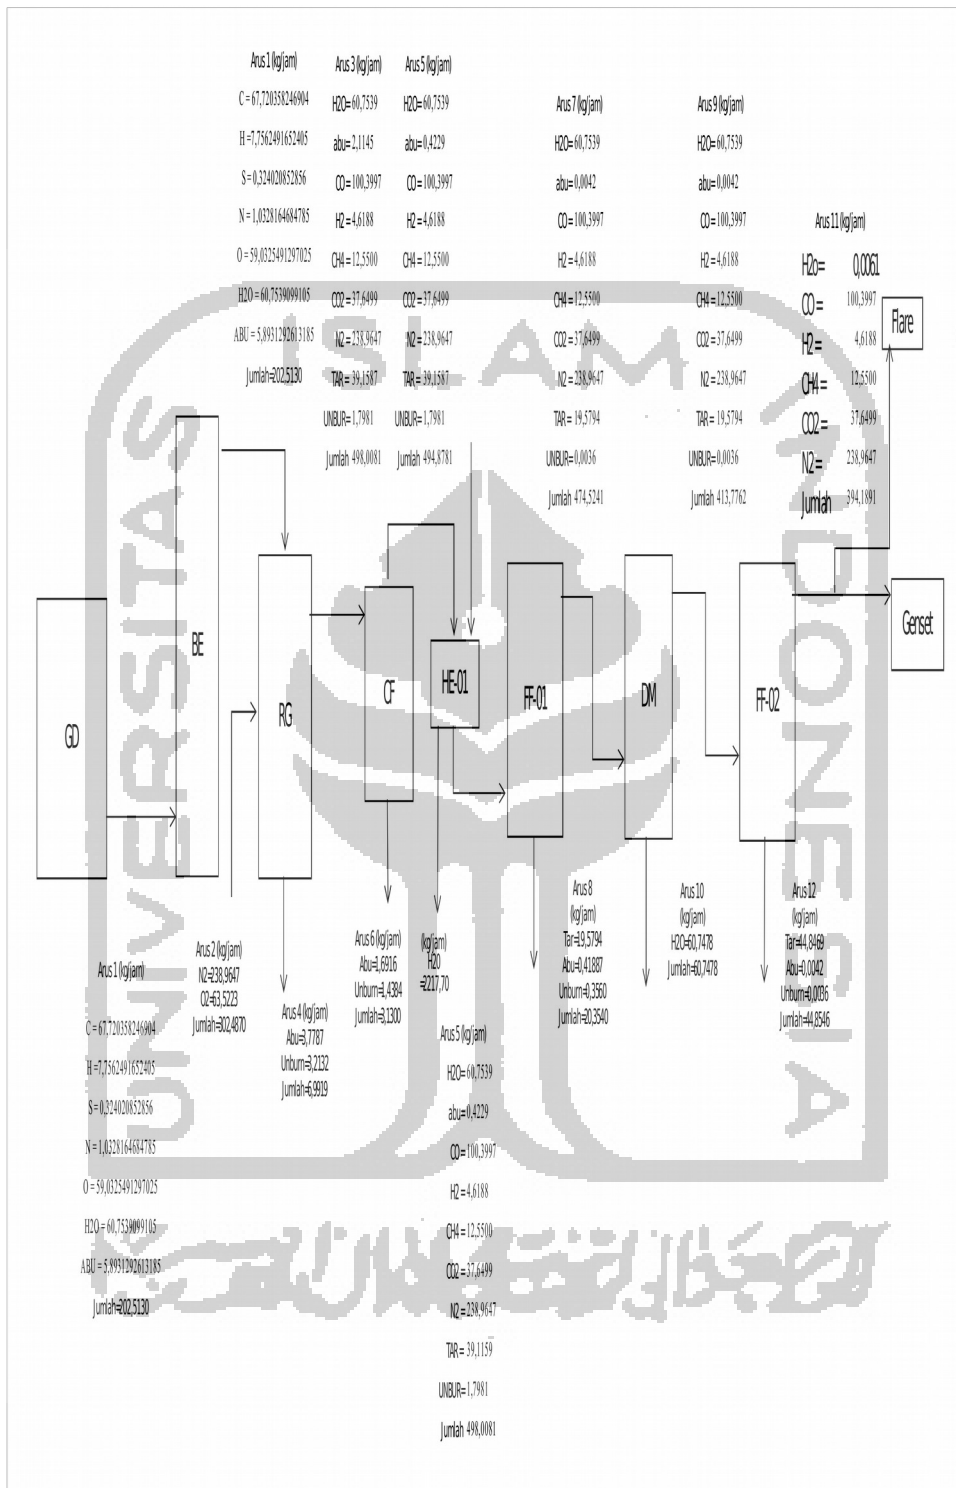 Arus 1 (kg/jam)
C = 67,720358246904
H =7,7562491652405
S = 0,324020852856
N = 1,0328164684785
O = 59,0325491297025
H2O = 60,7539099105
ABU = 5,8931292613185
Jumlah=202,5130
Arus 3 (kg/jam)
H2O= 60,7539
abu= 2,1145
CO= 100,3997
H2 = 4,6188
CH4 = 12,5500
CO2 = 37,6499
N2 = 238,9647
TAR = 39,1587
UNBUR= 1,7981
Jumlah 498,0081
Arus 5 (kg/jam)
H2O= 60,7539
abu= 0,4229
CO= 100,3997
H2 = 4,6188
CH4 = 12,5500
CO2 = 37,6499
N2 = 238,9647
TAR = 39,1587
UNBUR= 1,7981
Jumlah 494,8781
Arus 7 (kg/jam)
H2O= 60,7539
abu= 0,0042
CO= 100,3997
H2 = 4,6188
CH4 = 12,5500
CO2 = 37,6499
N2 = 238,9647
TAR = 19,5794
UNBUR= 0,0036
Jumlah 474,5241
Arus 9 (kg/jam)
H2O= 60,7539
abu= 0,0042
CO= 100,3997
H2 = 4,6188
CH4 = 12,5500
CO2 = 37,6499
N2 = 238,9647
TAR = 19,5794
UNBUR= 0,0036
Jumlah 413,7762
Arus 11 (kg/jam)
H2o= 0,0061
CO = 100,3997
H2 = 4,6188
CH4 = 12,5500
CO2 = 37,6499
N2 = 238,9647
Jumlah 394,1891
Flare
GD
BE
RG
CF
HE-01
FF-01
DM
FF-02
Genset
Arus 1 (kg/jam)
C = 67,720358246904
H =7,7562491652405
S = 0,324020852856
N = 1,0328164684785
O = 59,0325491297025
H2O = 60,7539099105
ABU = 5,8931292613185
Jumlah=202,5130
Arus 2 (kg/jam)
N2=238,9647
O2=63,5223
Jumlah=302,4870
Arus 4 (kg/jam)
Abu=3,7787
Unburn=3,2132
Jumlah=6,9919
Arus 6 (kg/jam)
Abu=1,6916
Unburn=1,4384
Jumlah=3,1300
(kg/jam)
H2O
=2217,70
Arus 5 (kg/jam)
H2O= 60,7539
abu= 0,4229
CO= 100,3997
H2 = 4,6188
CH4 = 12,5500
CO2 = 37,6499
N2 = 238,9647
TAR = 39,1159
UNBUR= 1,7981
Jumlah 498,0081
Arus 8
(kg/jam)
Tar=19,5794
Abu=0,41887
Unburn=0,3560
Jumlah=20,3540
Arus 10
(kg/jam)
H2O=60,7478
Jumlah=60,7478
Arus 12
(kg/jam)
Tar=44,8469
Abu=0,0042
Unburn=0,0036
Jumlah=44,8546
UNIVERSITAS
ISLAM
INDONESIA